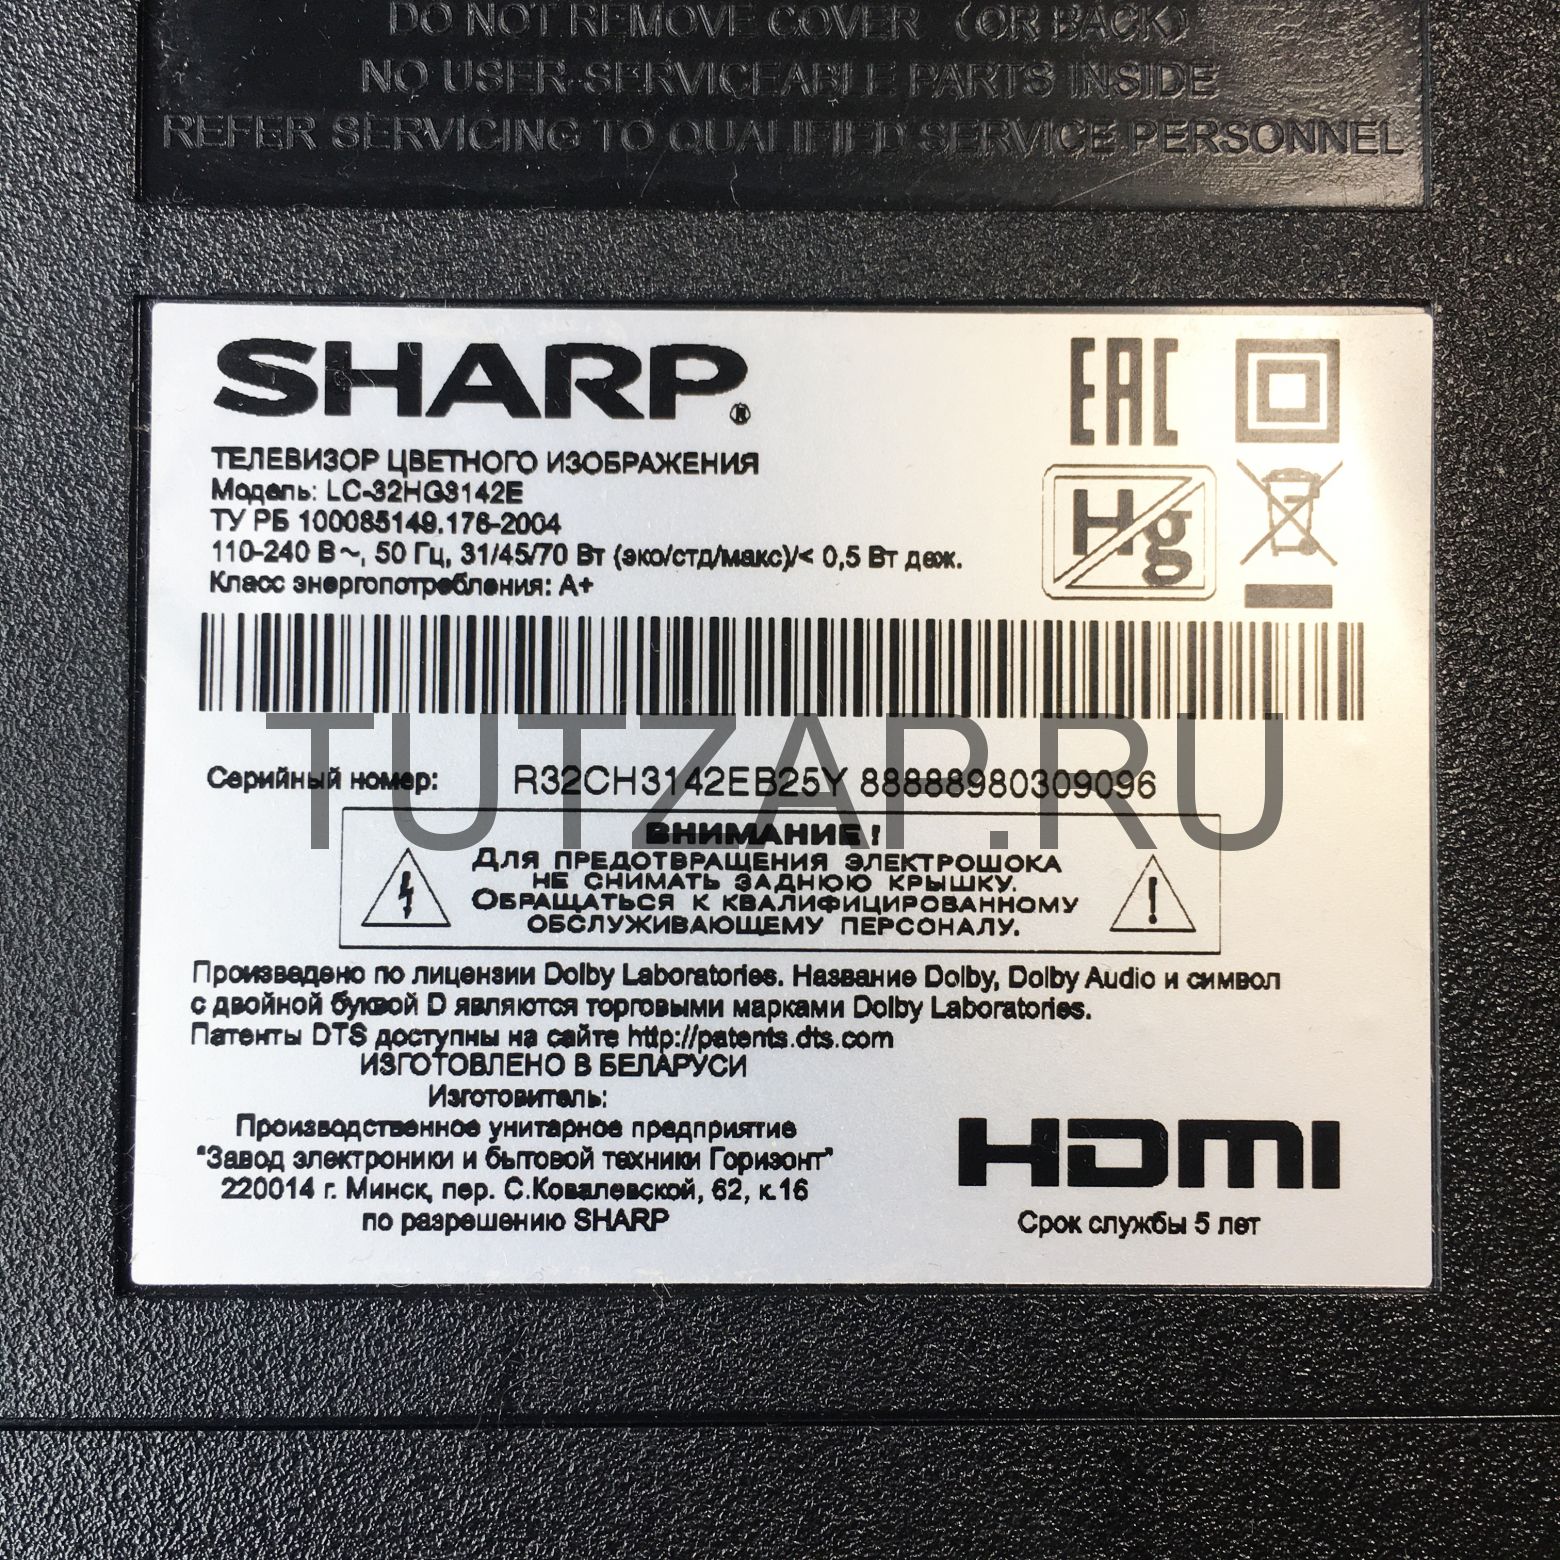 DO NOT REMOVE COVER (OR BACK)
NO USER-SERVICEABLE PARTS INSIDE
REFER SERVICING TO QUALIFIED SERVICE PERSONNEL
SHARP®
EAC
ТЕЛЕВИЗОР ЦВЕТНОГО ИЗОБРАЖЕНИЯ
Модель: LC-32HG3142E
ТУ РБ 100085149.176-2004
110-240 В~, 50 Гц, 31/45/70 Вт (эко/стд/макс)/< 0,5 Вт деж.
Класс энергопотребления: A+
Hg
TUTZAP.RU
Серийный номер: R32CH3142EB25Y 88888980309096
ВНИМАНИЕ!
Для предотвращения электрошока
не снимать заднюю крышку.
Обращаться к квалифицированному
обслуживающему персоналу.
Произведено по лицензии Dolby Laboratories. Название Dolby, Dolby Audio и символ
с двойной буквой D являются торговыми марками Dolby Laboratories.
Патенты DTS доступны на сайте http://patents.dts.com
ИЗГОТОВЛЕНО В БЕЛАРУСИ
Изготовитель:
Производственное унитарное предприятие
"Завод электроники и бытовой техники Горизонт"
220014 г. Минск, пер. С.Ковалевской, 62, к.16
по разрешению SHARP
HDMI
Срок службы 5 лет